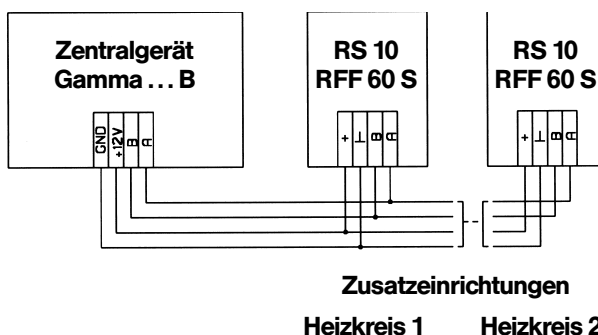 Zentralgerät
Gamma ... B
RS 10
RFF 60 S
RS 10
RFF 60 S
GND
+12V
B
A
+
⊥
B
A
+
⊥
B
A
Zusatzeinrichtungen
Heizkreis 1
Heizkreis 2